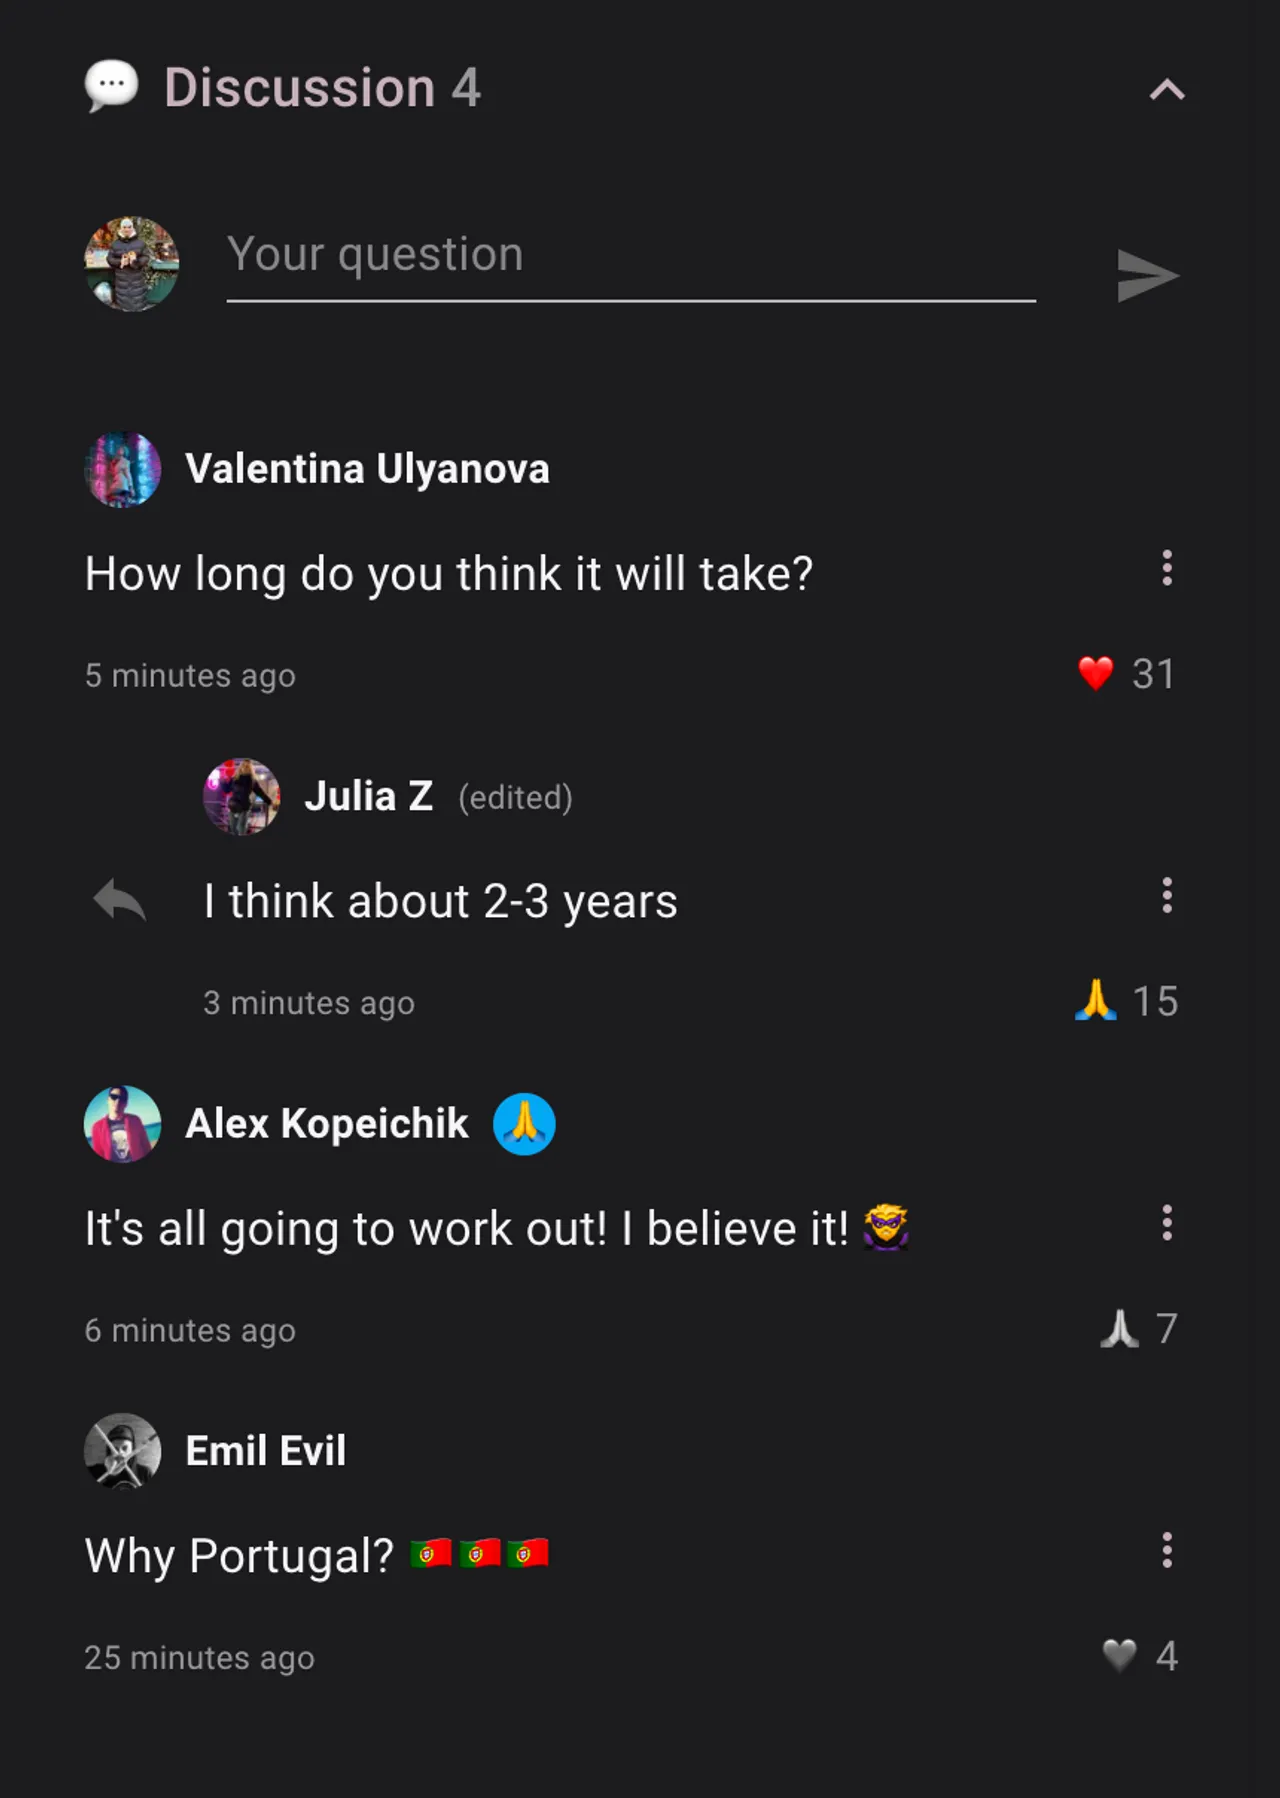 💬 Discussion 4
Your question
Valentina Ulyanova
How long do you think it will take?
5 minutes ago ❤️ 31
Julia Z (edited)
I think about 2-3 years
3 minutes ago 🙏 15
Alex Kopeichik 🙏
It's all going to work out! I believe it! 🦹
6 minutes ago 🙏 7
Emil Evil
Why Portugal? 🇵🇹🇵🇹🇵🇹
25 minutes ago 🖤 4